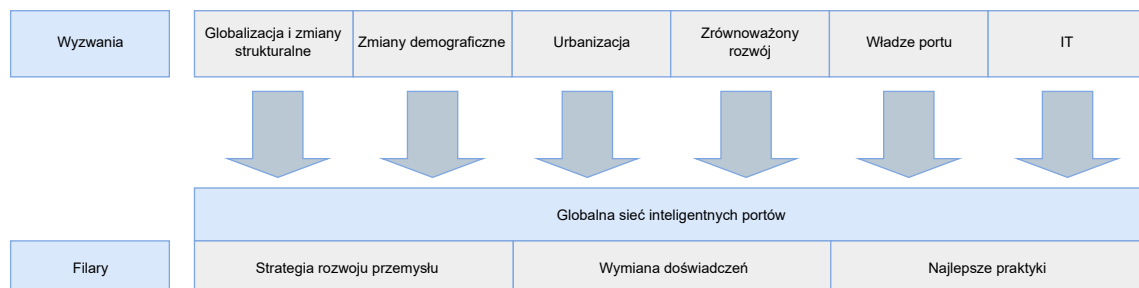 Wyzwania
Globalizacja i zmiany
strukturalne
Zmiany demograficzne
Urbanizacja
Zrównoważony
rozwój
Władze portu
IT
Globalna sieć inteligentnych portów
Filary
Strategia rozwoju przemysłu
Wymiana doświadczeń
Najlepsze praktyki